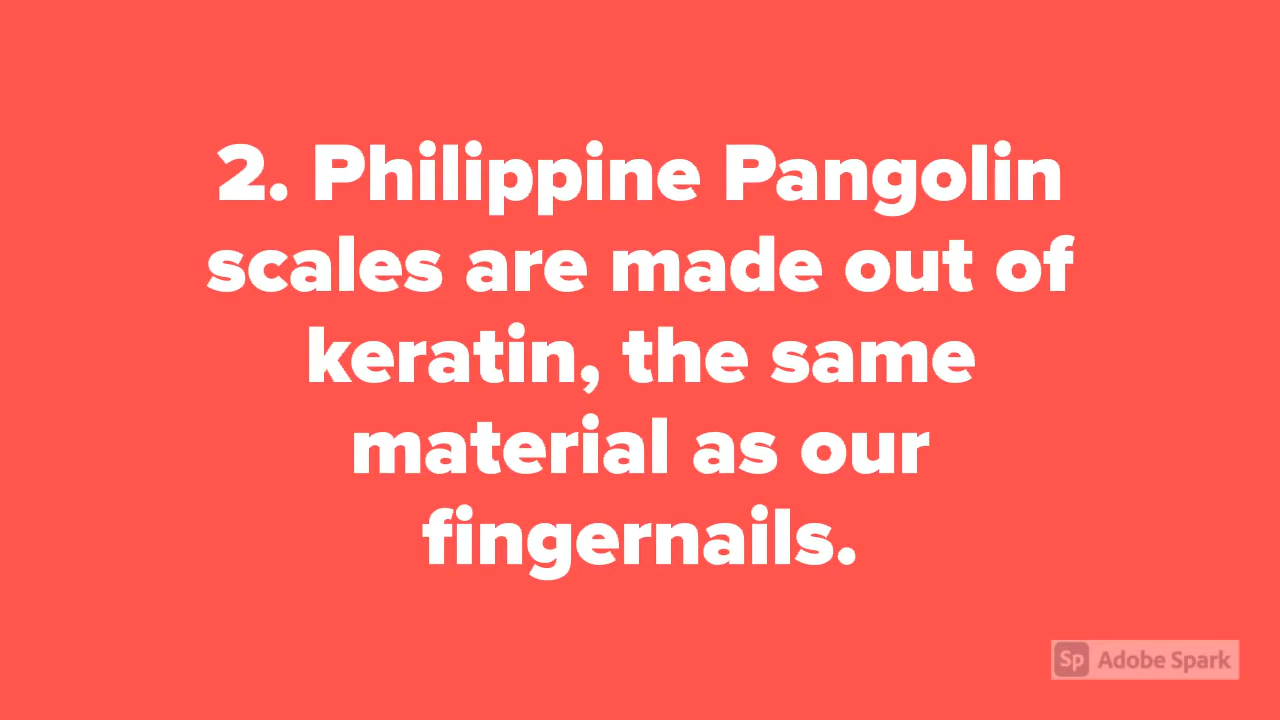 2. Philippine Pangolin
scales are made out of
keratin, the same
material as our
fingernails.
Sp Adobe Spark